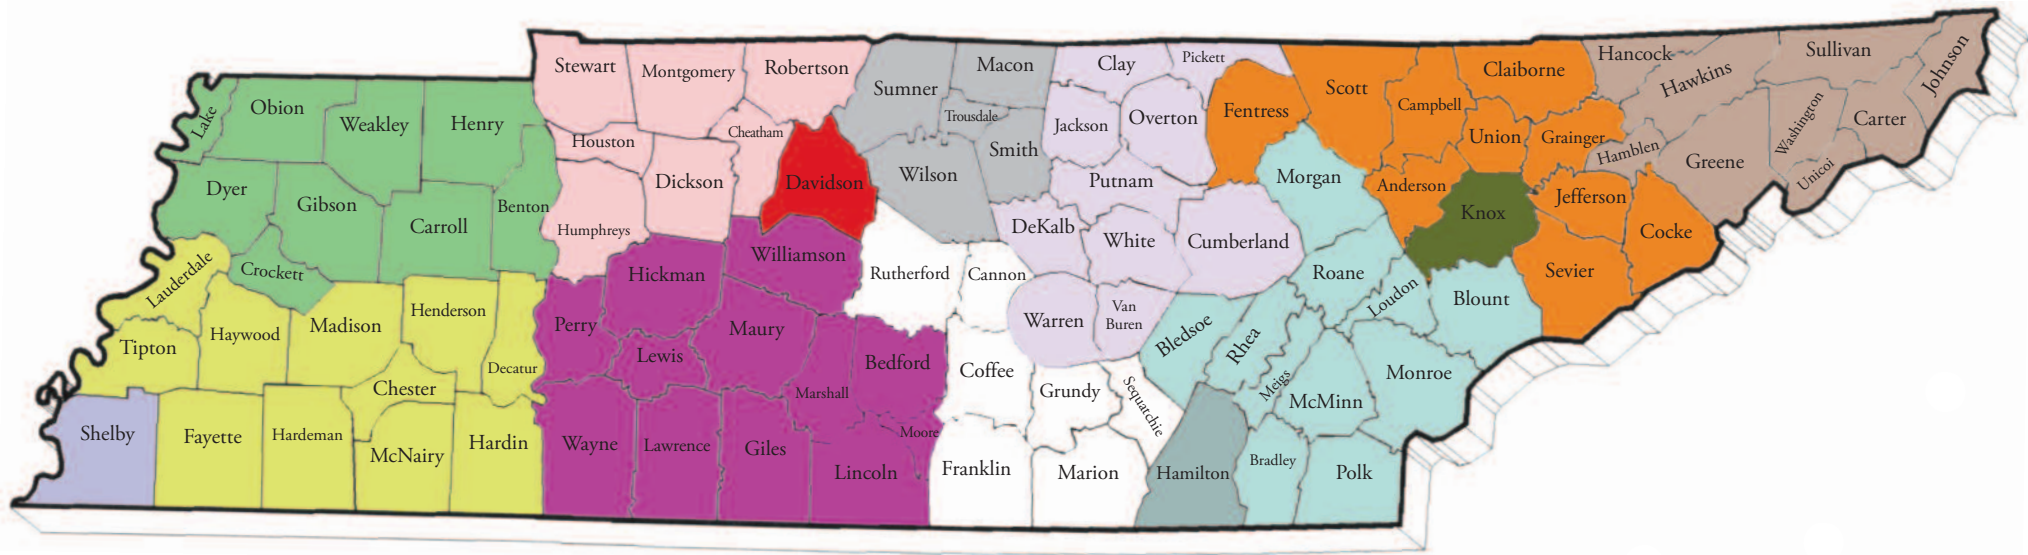 Stewart
Montgomery
Robertson
Sumner
Macon
Clay
Pickett
Scott
Claiborne
Hancock
Hawkins
Sullivan
Johnson
Lake
Obion
Weakley
Henry
Houston
Cheatham
Trousdale
Jackson
Overton
Fentress
Campbell
Union
Grainger
Hamblen
Washington
Carter
Dyer
Gibson
Carroll
Benton
Humphreys
Dickson
Davidson
Wilson
Smith
Putnam
Morgan
Anderson
Knox
Jefferson
Greene
Unicoi
Lauderdale
Crockett
Hickman
Williamson
Rutherford
Cannon
DeKalb
White
Cumberland
Roane
Loudon
Blount
Sevier
Cocke
Tipton
Haywood
Madison
Henderson
Decatur
Perry
Lewis
Maury
Marshall
Bedford
Coffee
Warren
Van
Buren
Bledsoe
Rhea
Meigs
McMinn
Monroe
Shelby
Fayette
Hardeman
Chester
McNairy
Hardin
Wayne
Lawrence
Giles
Lincoln
Moore
Franklin
Grundy
Sequatchie
Marion
Hamilton
Bradley
Polk